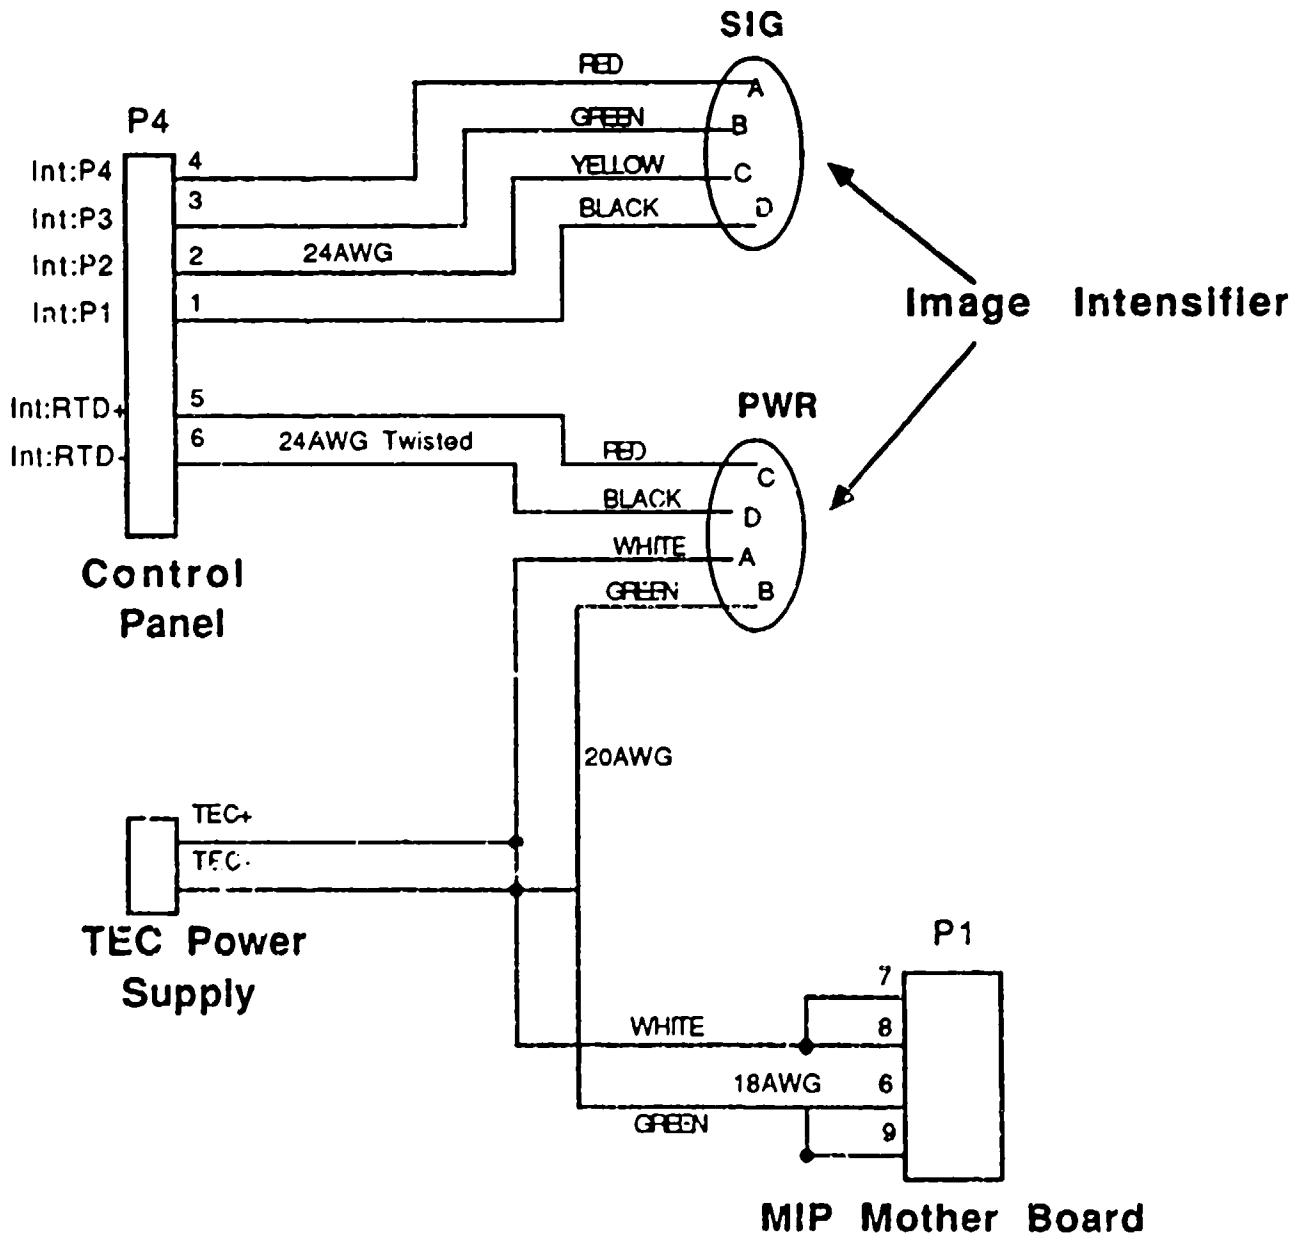 SIG
RED
A
P4
GREEN
B
Int:P4
4
YELLOW
C
Int:P3
3
BLACK
D
Int:P2
2
24AWG
Int:P1
1
Image Intensifier
Int:RTD+
5
PWR
Int:RTD-
6
24AWG Twisted
RED
C
BLACK
D
WHITE
A
GREEN
B
Control
Panel
20AWG
TEC+
TEC-
TEC Power
Supply
P1
7
WHITE
8
18AWG
6
GREEN
9
MIP Mother Board